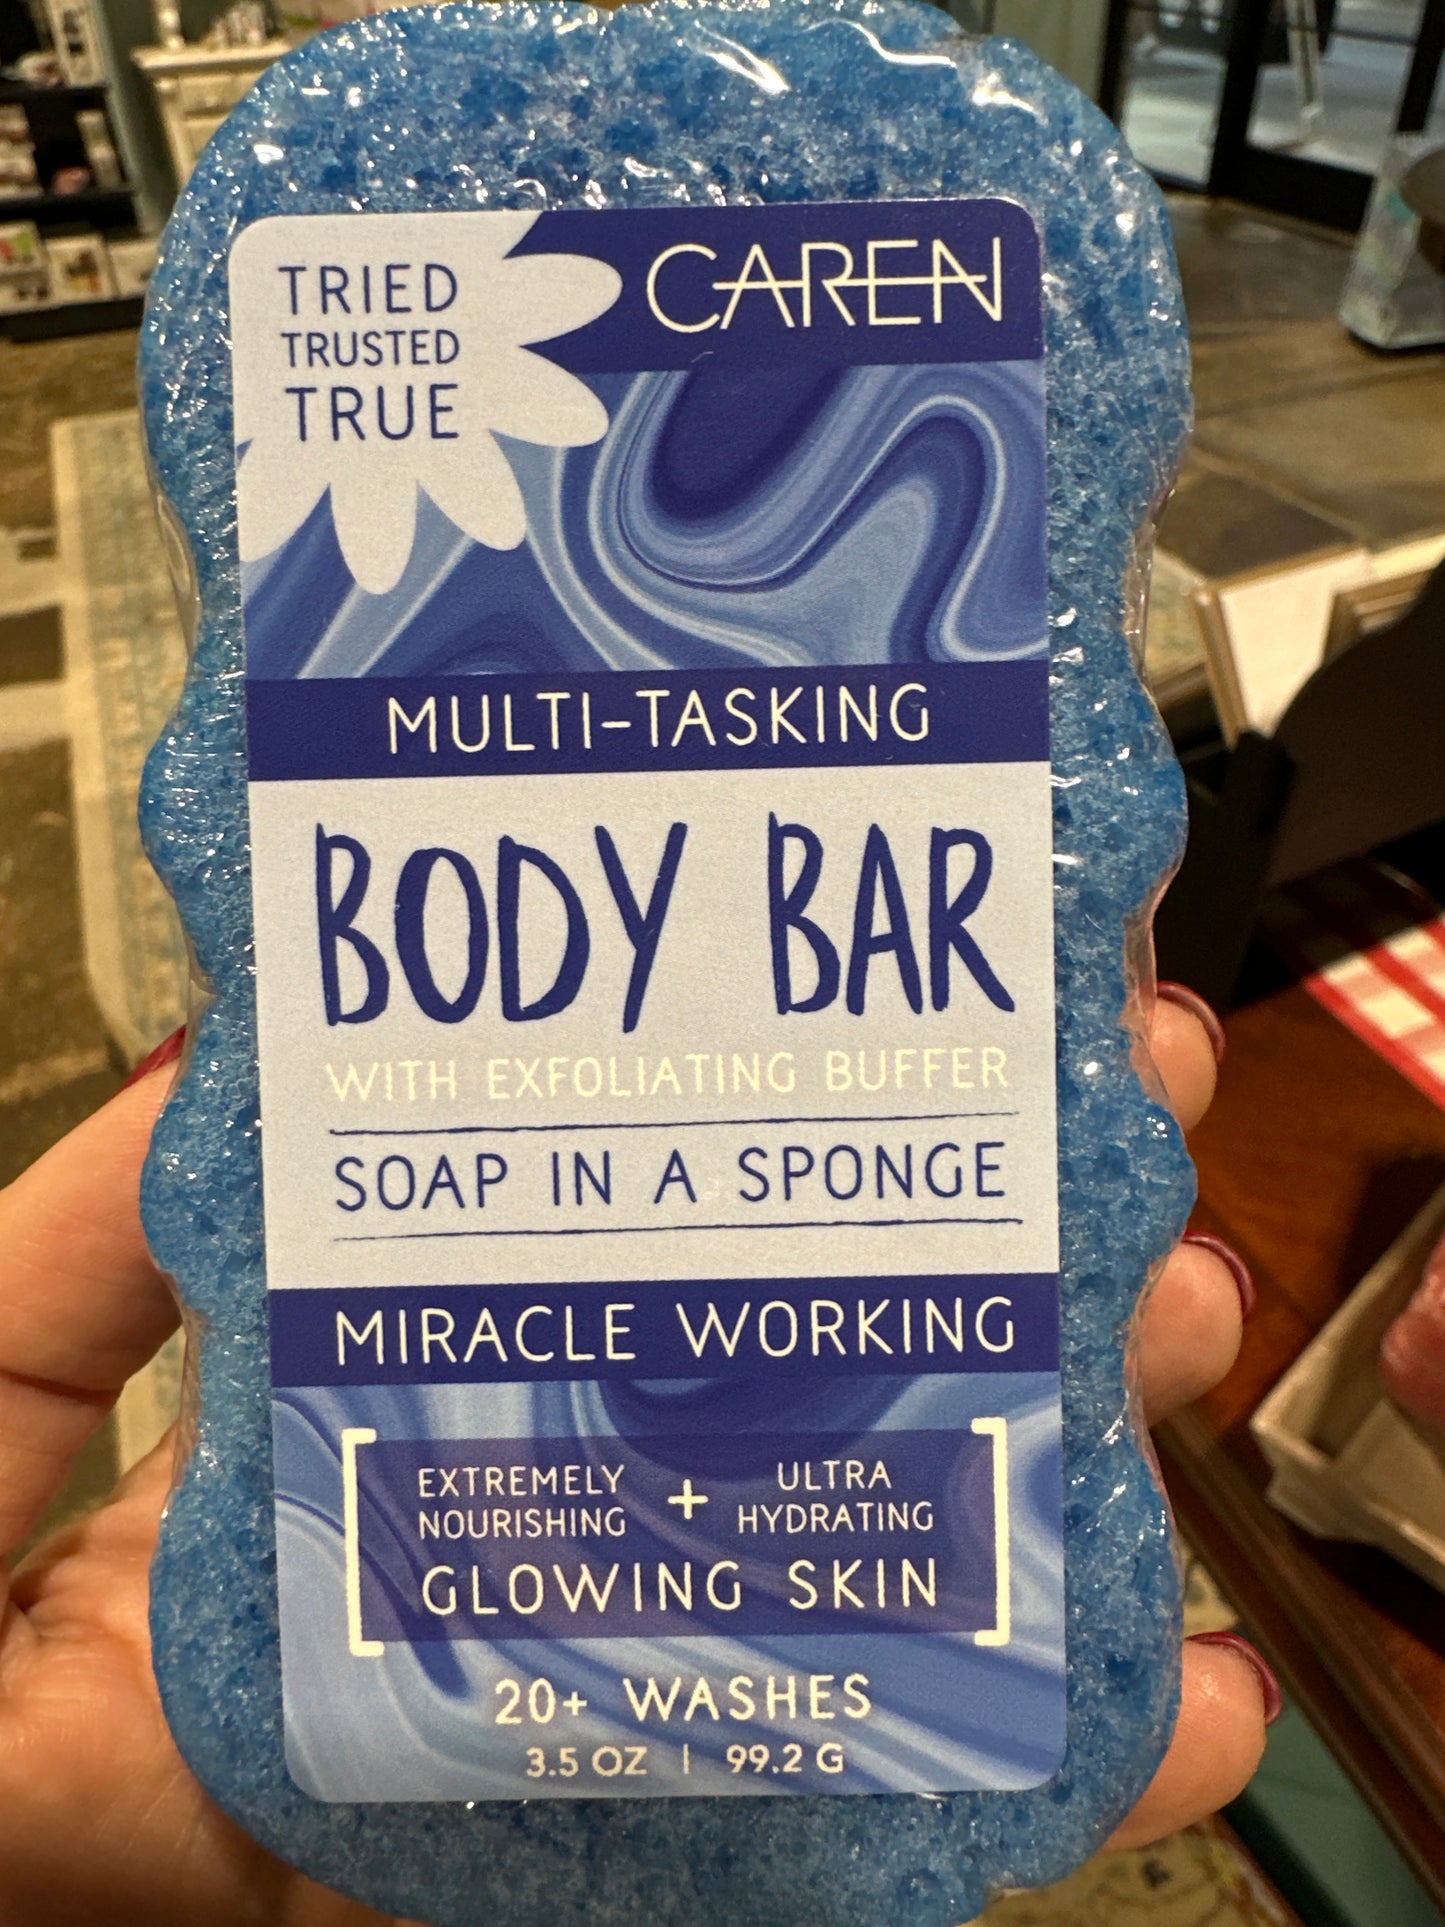 TRIED
TRUSTED
TRUE
CAREN
MULTI-TASKING
BODY BAR
WITH EXFOLIATING BUFFER
SOAP IN A SPONGE
MIRACLE WORKING
EXTREMELY
NOURISHING
+
ULTRA
HYDRATING
GLOWING SKIN
20+ WASHES
3.5 OZ | 99.2 G